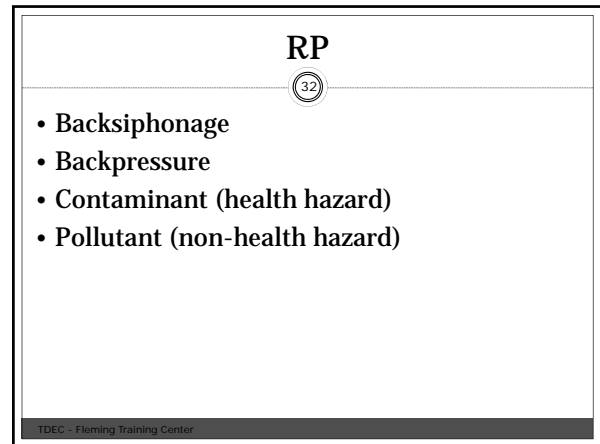 RP
32
• Backsiphonage
• Backpressure
• Contaminant (health hazard)
• Pollutant (non-health hazard)
TDEC - Fleming Training Center